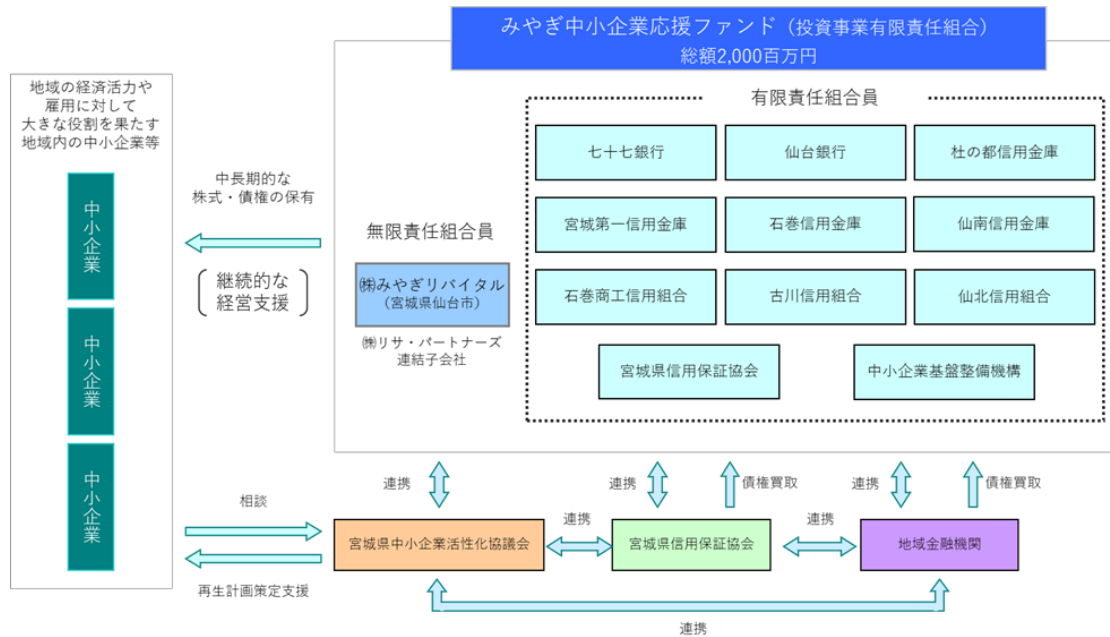 みやぎ中小企業応援ファンド（投資事業有限責任組合）
総額2,000百万円
地域の経済活力や
雇用に対して
大きな役割を果たす
地域内の中小企業等
中小企業
中小企業
中小企業
中長期的な
株式・債権の保有
継続的な
経営支援
無限責任組合員
㈱みやぎリバイタル
（宮城県仙台市）
㈱リサ・パートナーズ
連結子会社
有限責任組合員
七十七銀行
仙台銀行
杜の都信用金庫
宮城第一信用金庫
石巻信用金庫
仙南信用金庫
石巻商工信用組合
古川信用組合
仙北信用組合
宮城県信用保証協会
中小企業基盤整備機構
連携
連携
債権買取
連携
債権買取
相談
再生計画策定支援
宮城県中小企業活性化協議会
連携
宮城県信用保証協会
連携
地域金融機関
連携